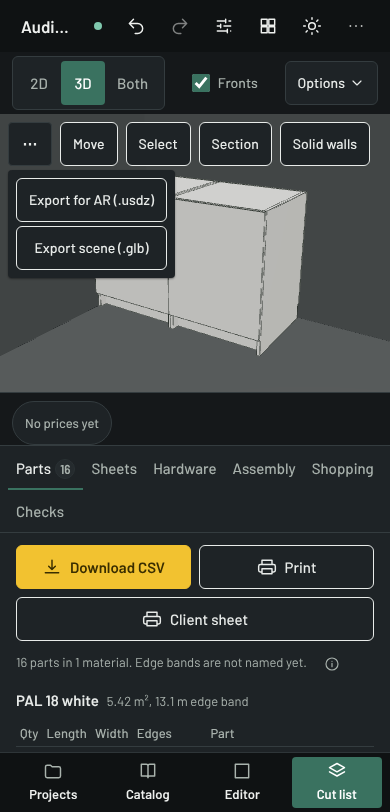 Audi...
2D 3D Both Fronts Options
... Move Select Section Solid walls
Export for AR (.usdz)
Export scene (.glb)
No prices yet
Parts 16 Sheets Hardware Assembly Shopping
Checks
Download CSV Print
Client sheet
16 parts in 1 material. Edge bands are not named yet.
PAL 18 white 5.42 m², 13.1 m edge band
Qty Length Width Edges Part
Projects Catalog Editor Cut list